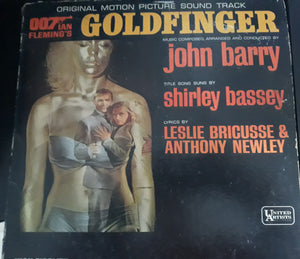 ORIGINAL MOTION PICTURE SOUND TRACK
007
IAN
FLEMING'S
GOLDFINGER
MUSIC COMPOSED, ARRANGED AND CONDUCTED BY
john barry
TITLE SONG SUNG BY
shirley bassey
LYRICS BY
LESLIE BRICUSSE &
ANTHONY NEWLEY
UNITED
ARTISTS